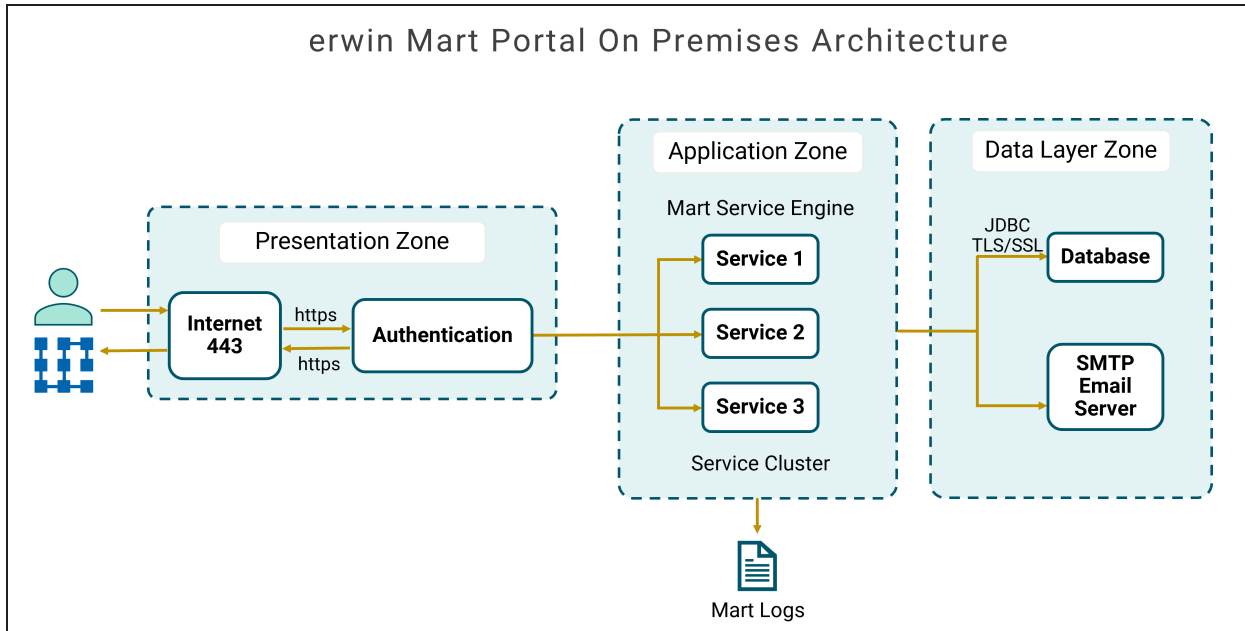 erwin Mart Portal On Premises Architecture
Presentation Zone
Internet
443
https
https
Authentication
Application Zone
Mart Service Engine
Service 1
Service 2
Service 3
Service Cluster
Mart Logs
Data Layer Zone
JDBC
TLS/SSL
Database
SMTP
Email
Server